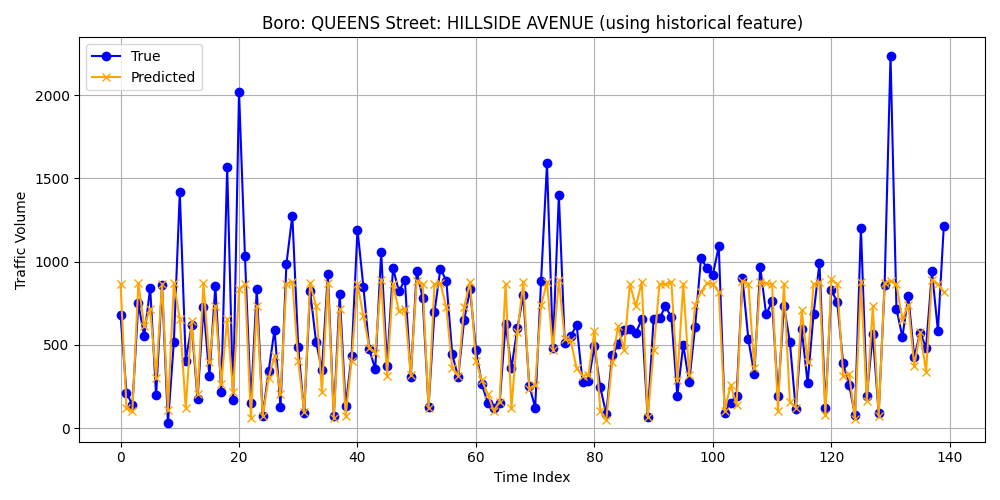 Boro: QUEENS Street: HILLSIDE AVENUE (using historical feature)
True
Predicted
Traffic Volume
2000
1500
1000
500
0
0 20 40 60 80 100 120 140
Time Index